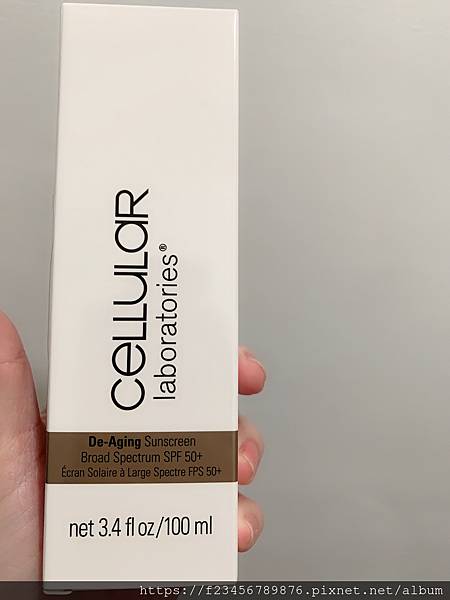 cellular
laboratories®
De-Aging Sunscreen
Broad Spectrum SPF 50+
Écran Solaire à Large Spectre FPS 50+
net 3.4 fl oz/100 ml
https://f23456789876.pixnet.net/album